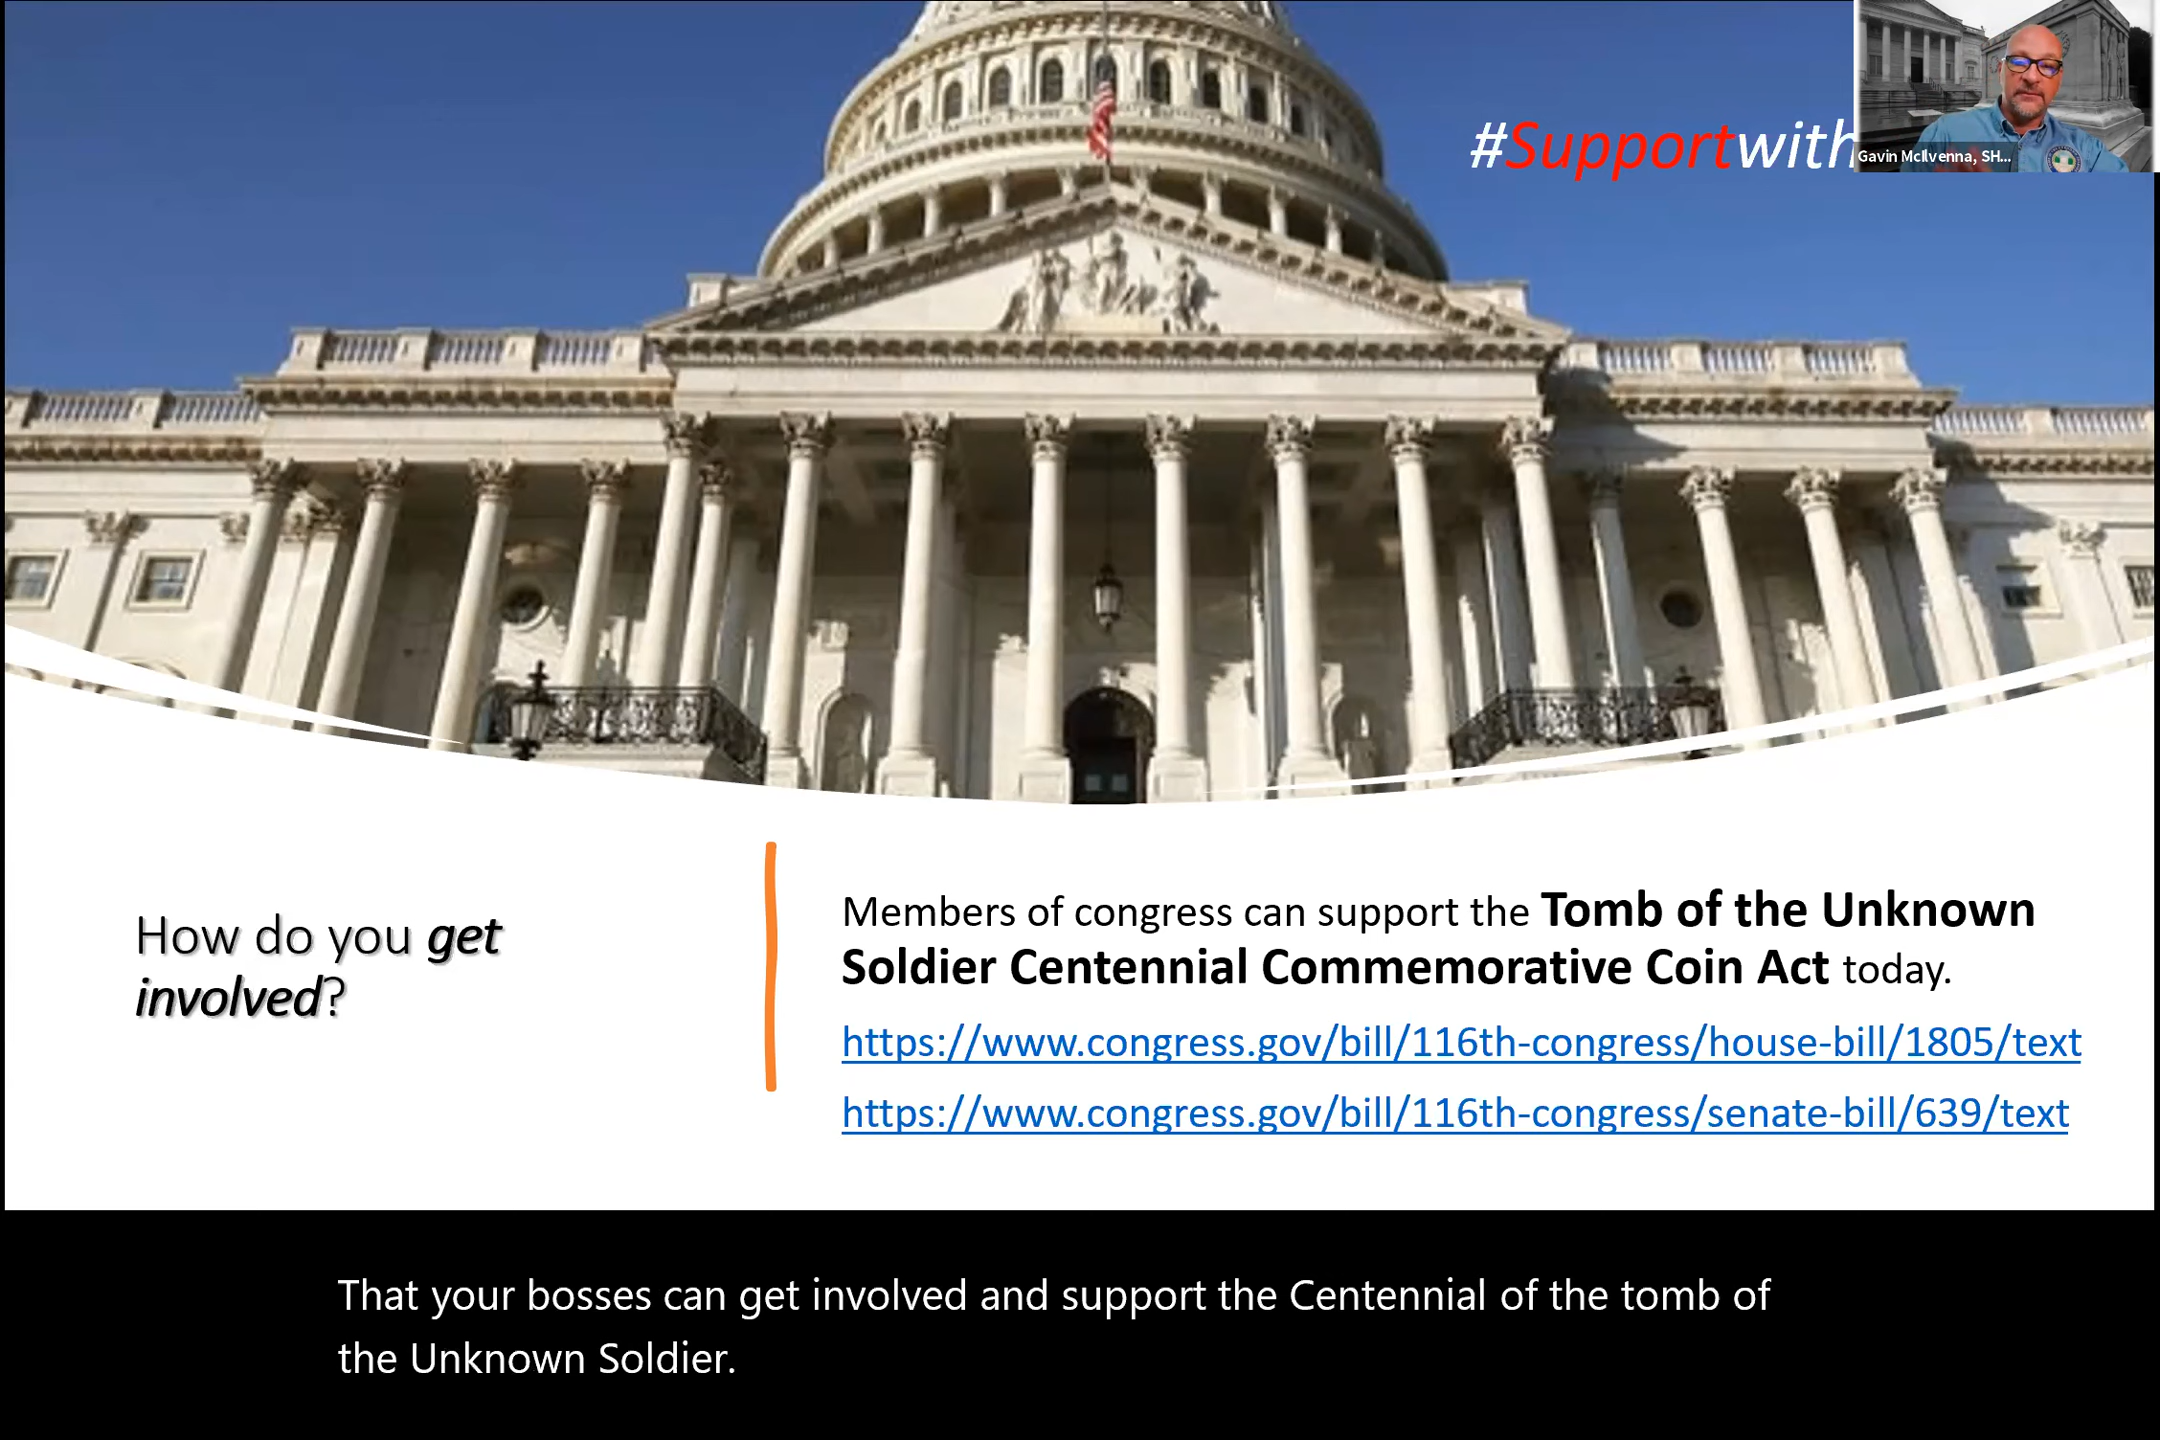 #Supportwith
Gavin McIlvenna, SH...
How do you get
involved?
Members of congress can support the Tomb of the Unknown
Soldier Centennial Commemorative Coin Act today.
https://www.congress.gov/bill/116th-congress/house-bill/1805/text
https://www.congress.gov/bill/116th-congress/senate-bill/639/text
That your bosses can get involved and support the Centennial of the tomb of
the Unknown Soldier.